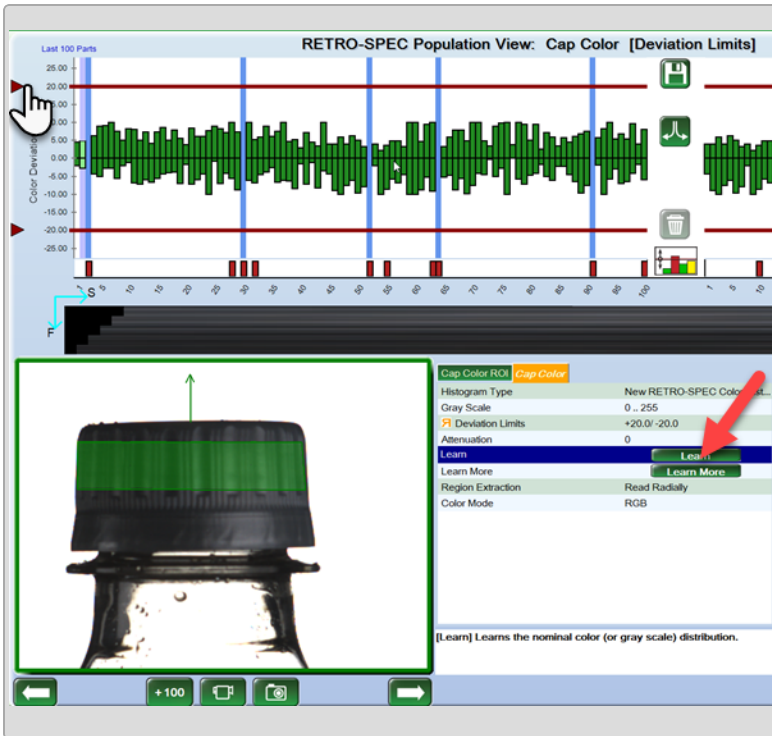 RETRO-SPEC Population View: Cap Color [Deviation Limits]
Last 100 Parts
25.00
20.00
5.00
10.00
5.00
0.00
-5.00
-10.00
-15.00
-20.00
-25.00
Color Deviatio
1 5 10 15 20 25 30 35 40 45 50 55 60 65 70 75 80 85 90 95 100 1 5 10
S
F
Cap Color ROI Cap Color
Histogram Type New RETRO-SPEC Colo st...
Gray Scale 0 .. 255
Я Deviation Limits +20.0/ -20.0
Attenuation 0
Learn Learn
Learn More Learn More
Region Extraction Read Radially
Color Mode RGB
[Learn] Learns the nominal color (or gray scale) distribution.
+100